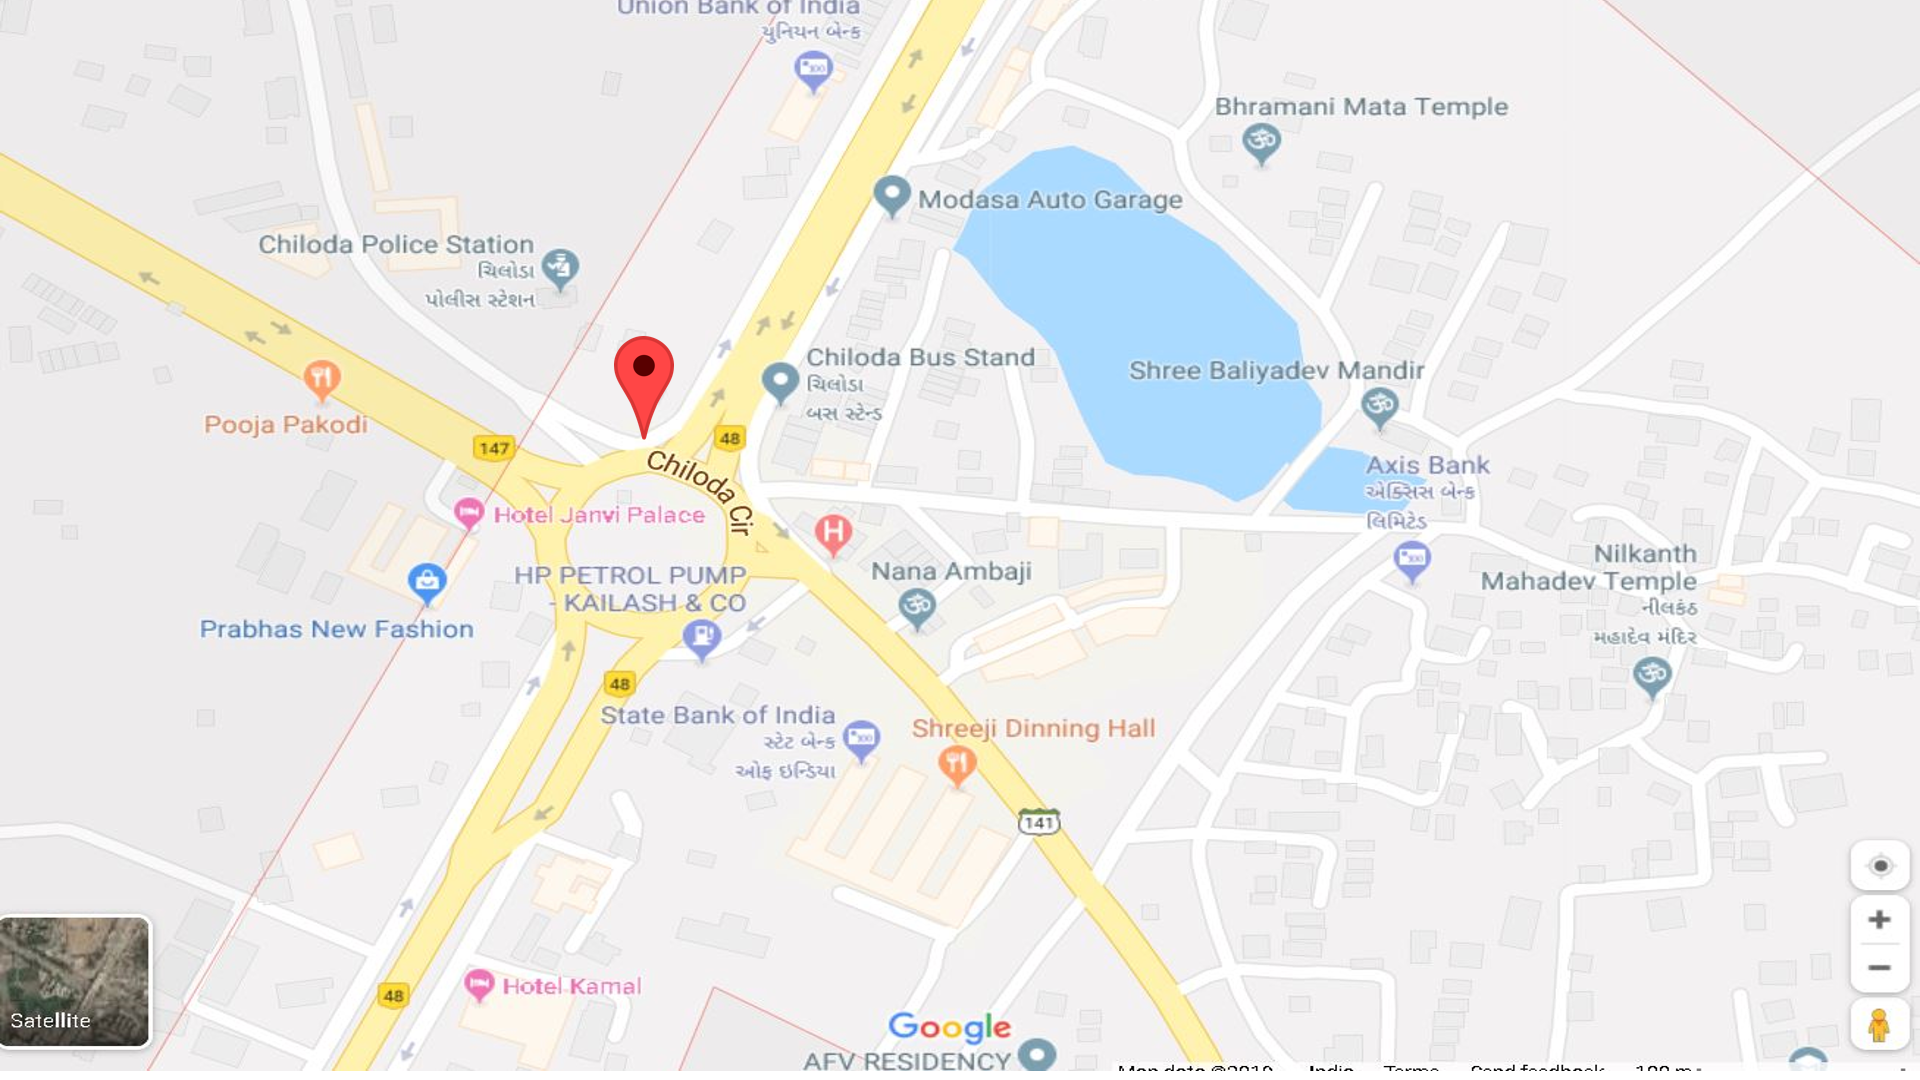 Union Bank of India
યુનિયન બેન્ક
Bhramani Mata Temple
Modasa Auto Garage
Chiloda Police Station
ચિલોડા
પોલીસ સ્ટેશન
Chiloda Bus Stand
ચિલોડા
બસ સ્ટેન્ડ
Shree Baliyadev Mandir
Pooja Pakodi
147
48
Chiloda Cir
Axis Bank
એક્સિસ બેન્ક
લિમિટેડ
Hotel Janvi Palace
H
Nana Ambaji
Nilkanth
Mahadev Temple
નીલકંઠ
મહાદેવ મંદિર
HP PETROL PUMP
- KAILASH & CO
Prabhas New Fashion
48
State Bank of India
સ્ટેટ બેન્ક
ઓફ ઇન્ડિયા
Shreeji Dinning Hall
141
Hotel Kamal
48
Satellite
Google
AFV RESIDENCY
Map data ©2019 India Terms Send feedback 100 m